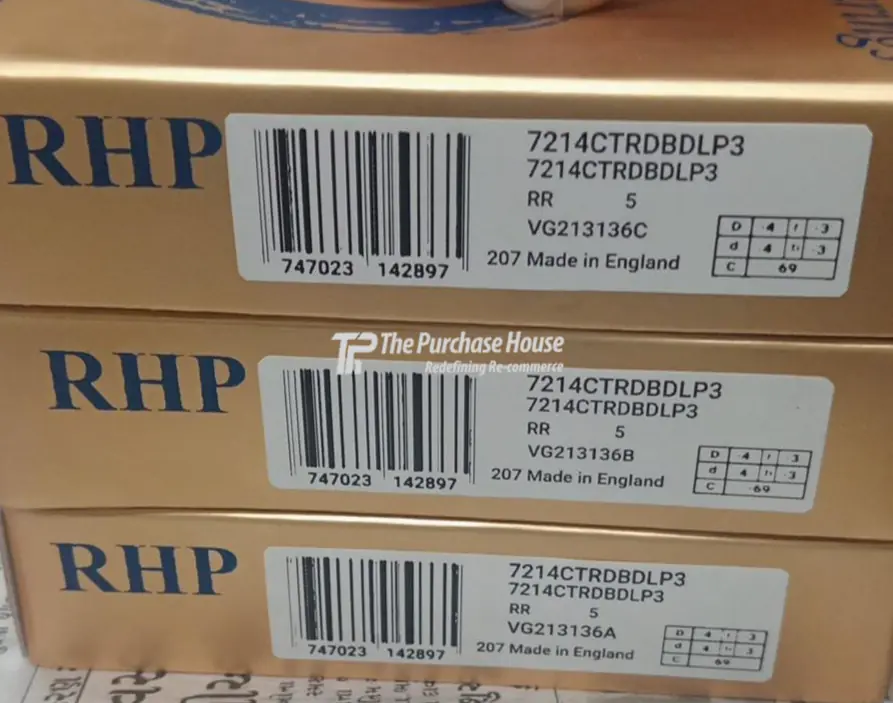 RHP
7214CTRDBDLP3
7214CTRDBDLP3
RR 5
VG213136C
207 Made in England
747023 142897
D -4 r -3
d -4 r₁ -3
C 69
The Purchase House
Redefining Re-commerce
RHP
7214CTRDBDLP3
7214CTRDBDLP3
RR 5
VG213136B
207 Made in England
747023 142897
D -4 r -3
d 4 r₁ -3
C -69
RHP
7214CTRDBDLP3
7214CTRDBDLP3
RR 5
VG213136A
207 Made in England
747023 142897
D 4 r 3
d 4 3
C 69